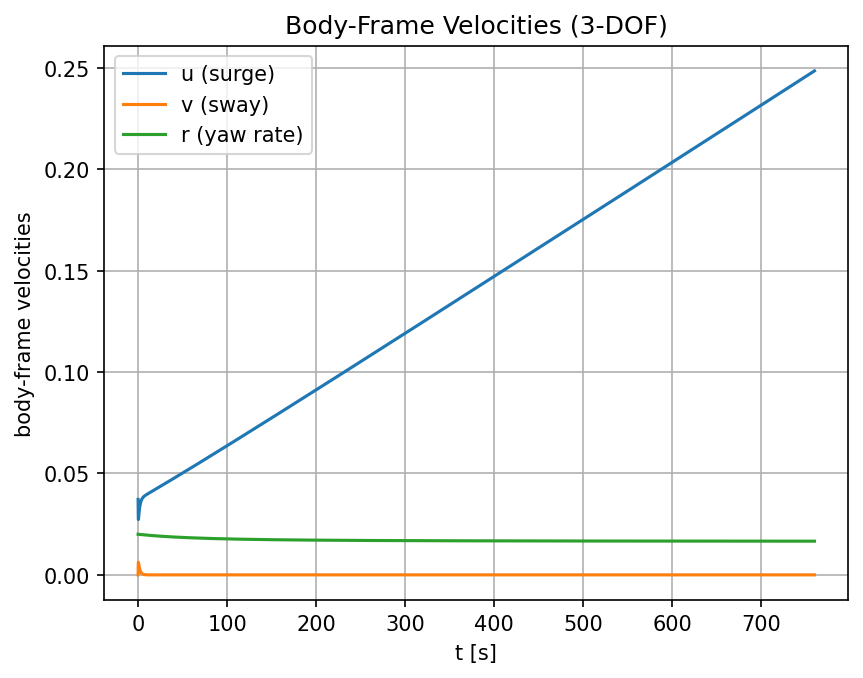 Body-Frame Velocities (3-DOF)
u (surge)
v (sway)
r (yaw rate)
body-frame velocities
0.25
0.20
0.15
0.10
0.05
0.00
0 100 200 300 400 500 600 700
t [s]